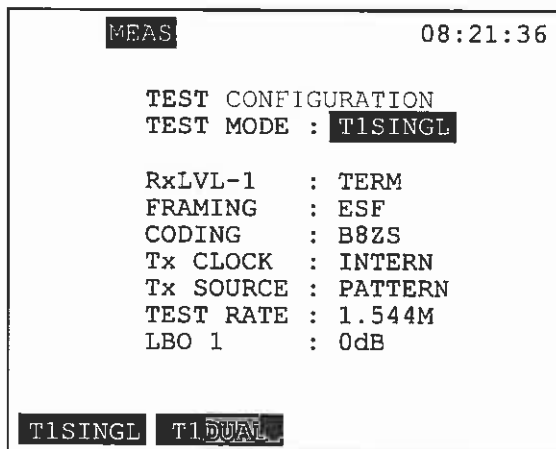 MEAS 08:21:36
TEST CONFIGURATION
TEST MODE : T1SINGL
RxLVL-1 : TERM
FRAMING : ESF
CODING : B8ZS
Tx CLOCK : INTERN
Tx SOURCE : PATTERN
TEST RATE : 1.544M
LBO 1 : 0dB
T1SINGL T1DUAL